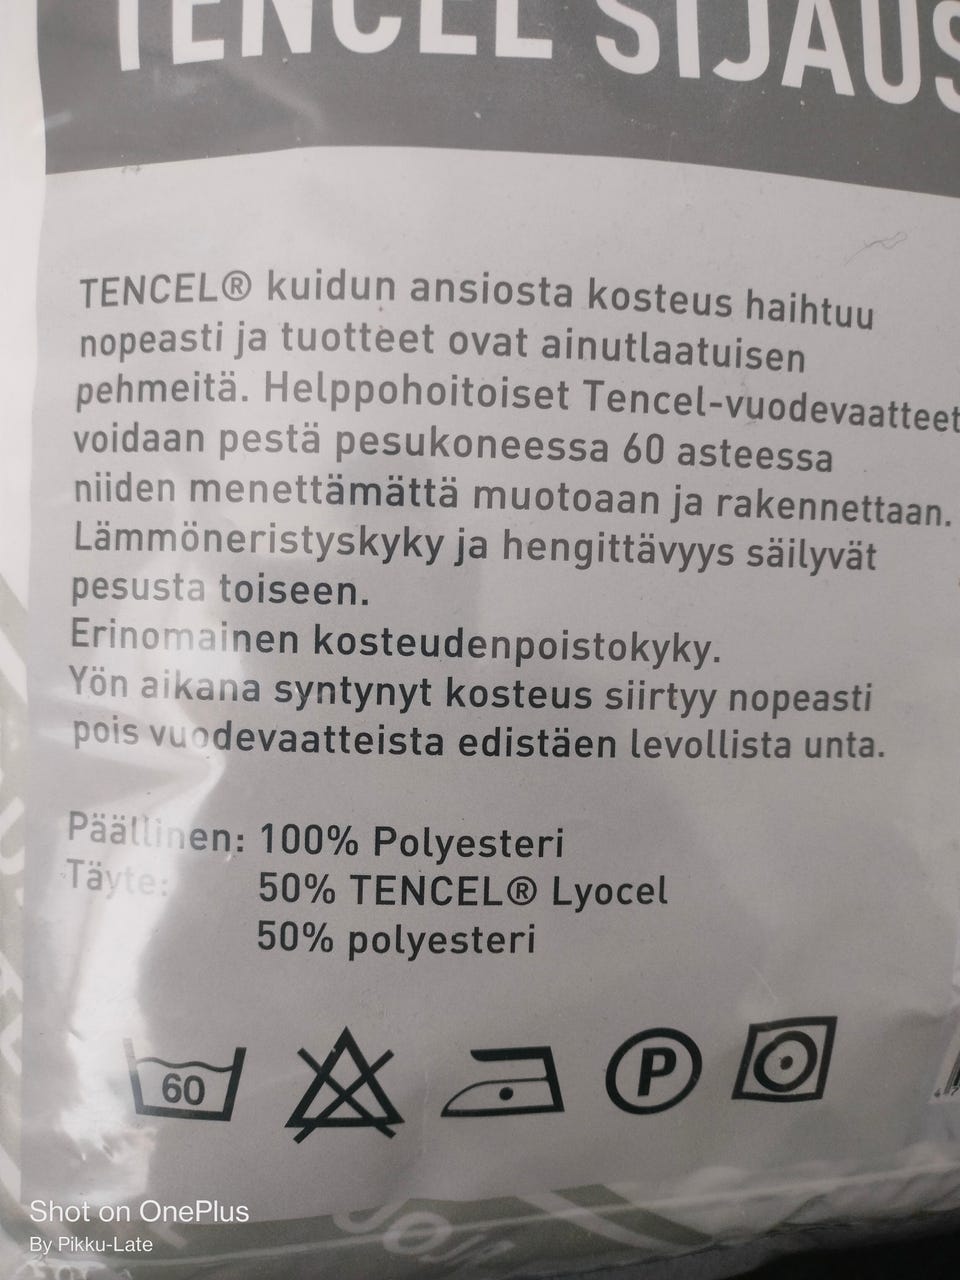 TENCEL SIJAUS
TENCEL® kuidun ansiosta kosteus haihtuu
nopeasti ja tuotteet ovat ainutlaatuisen
pehmeitä. Helppohoitoiset Tencel-vuodevaatteet
voidaan pestä pesukoneessa 60 asteessa
niiden menettämättä muotoaan ja rakennettaan.
Lämmöneristyskyky ja hengittävyys säilyvät
pesusta toiseen.
Erinomainen kosteudenpoistokyky.
Yön aikana syntynyt kosteus siirtyy nopeasti
pois vuodevaatteista edistäen levollista unta.
Päällinen: 100% Polyesteri
Täyte: 50% TENCEL® Lyocel
50% polyesteri
60
P
Shot on OnePlus
By Pikku-Late